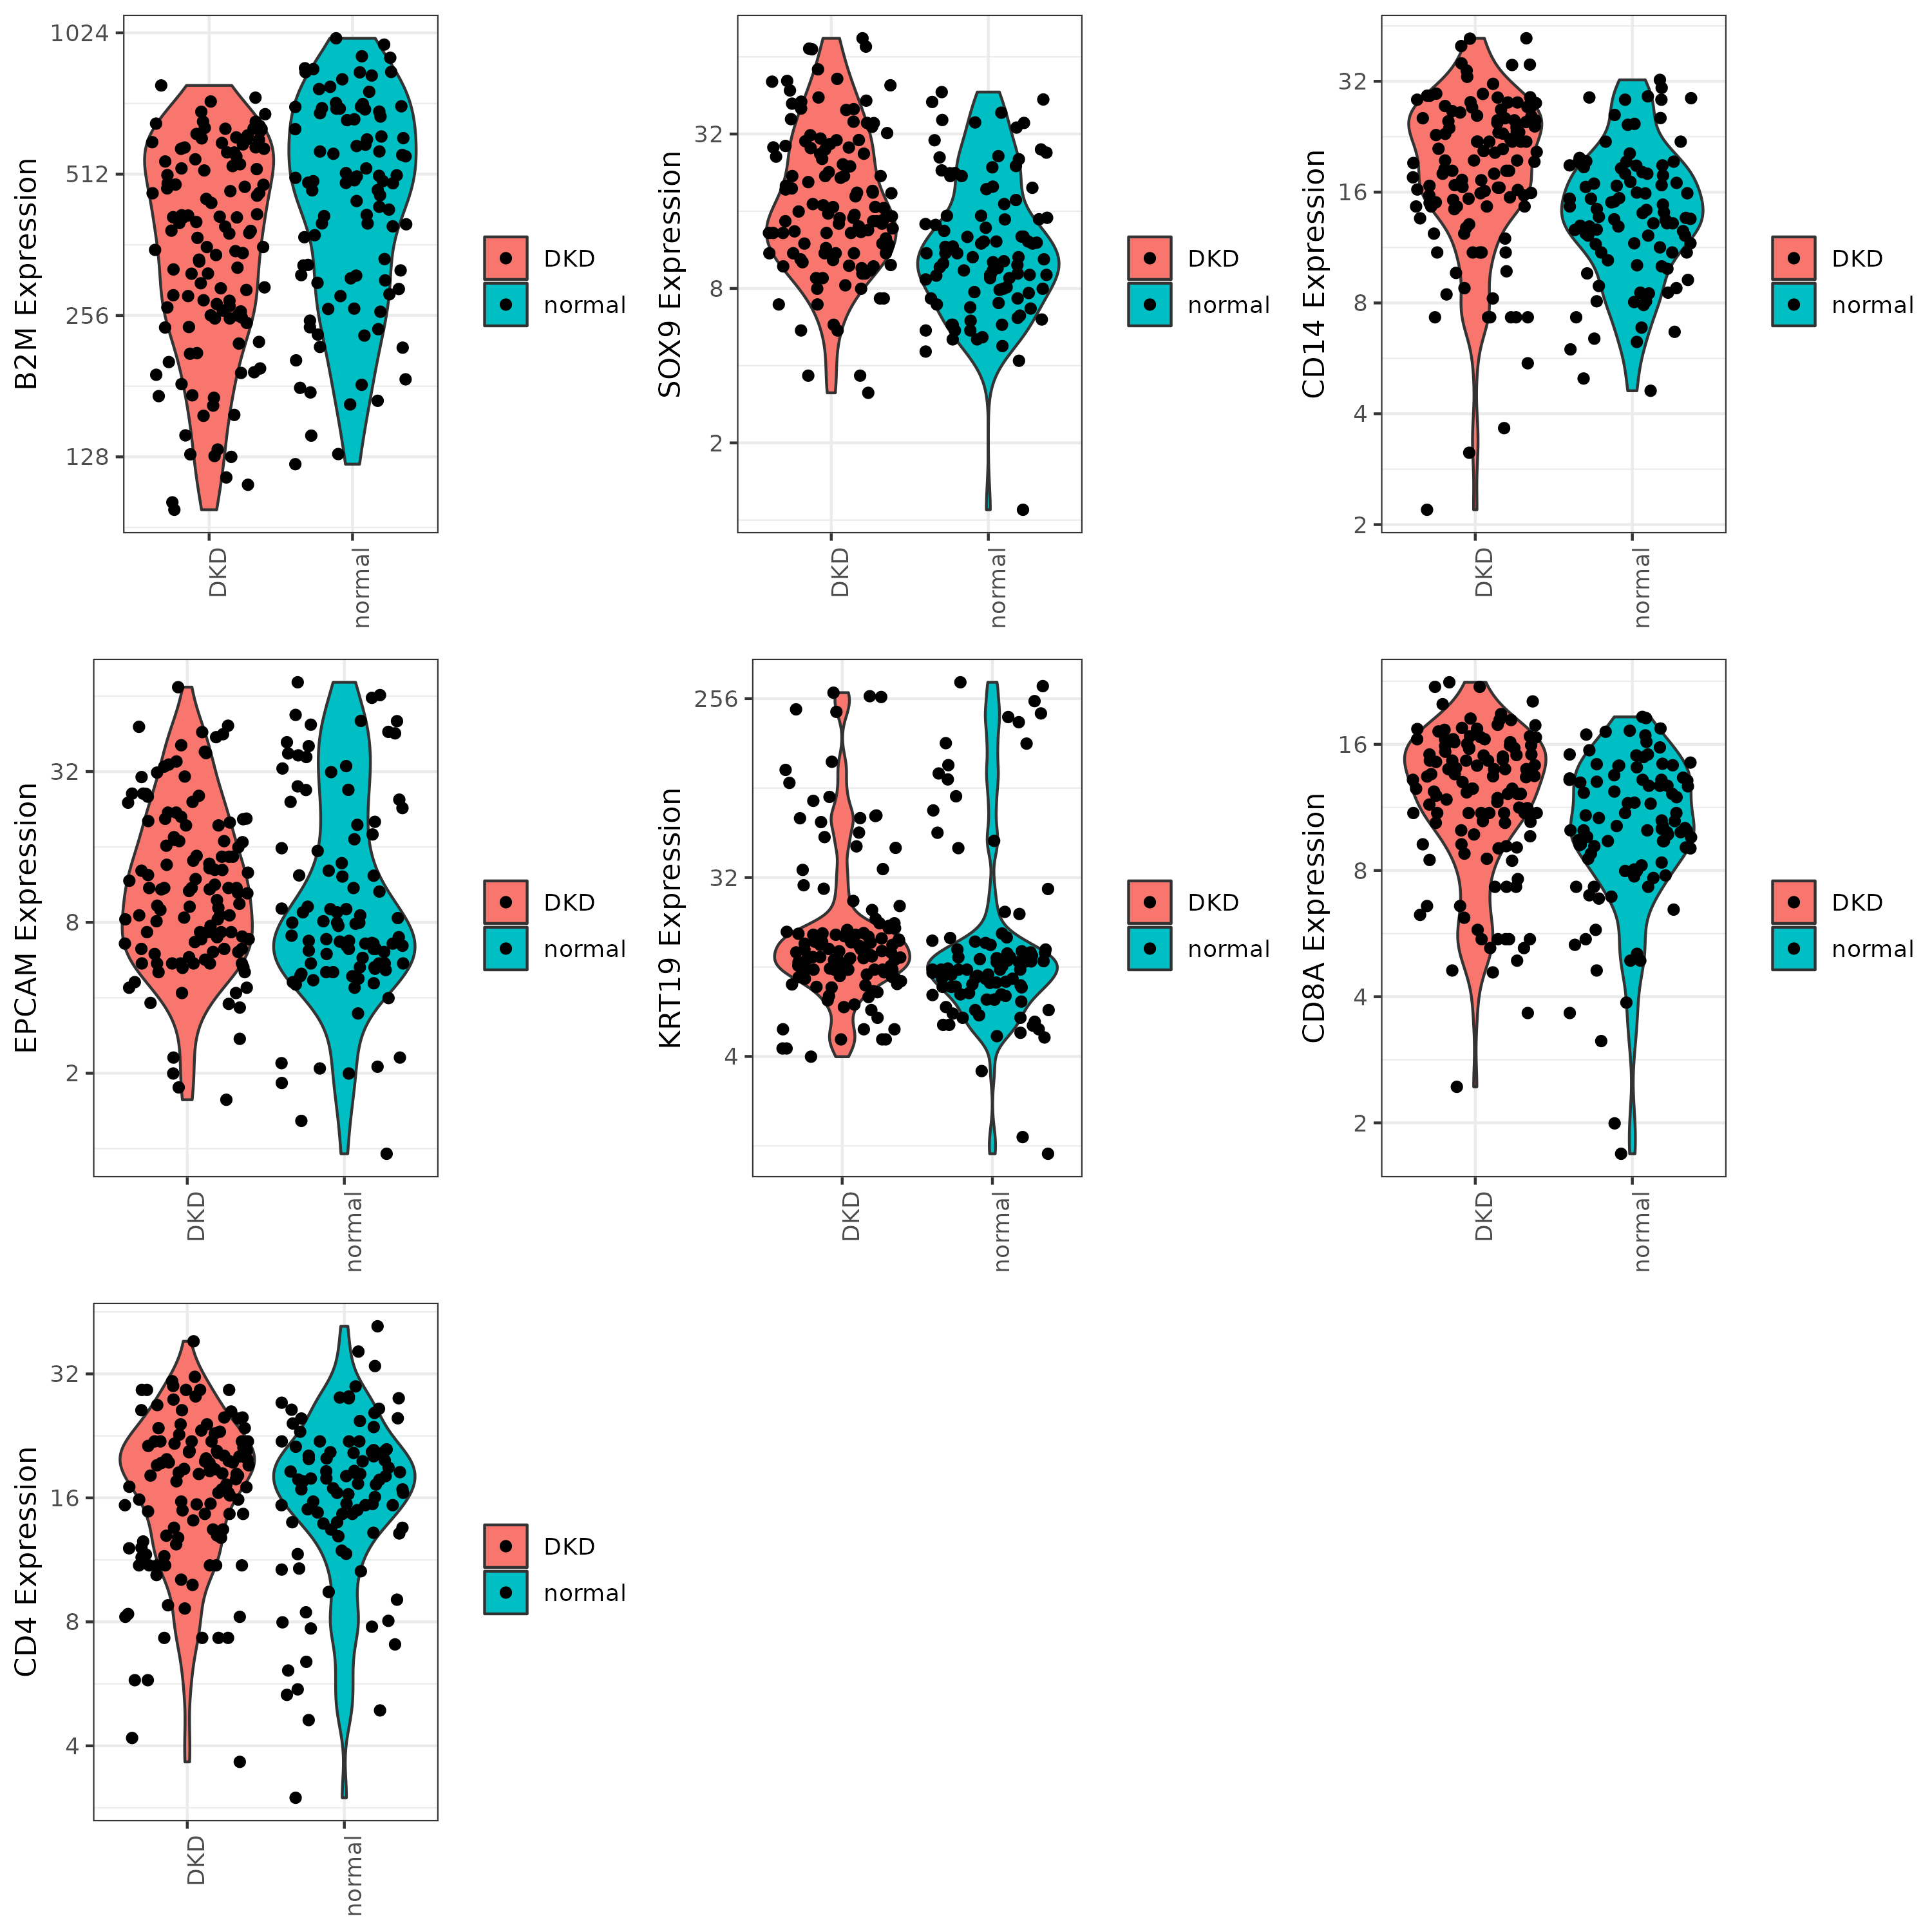 B2M Expression
1024
512
256
128
DKD
normal
DKD
normal
SOX9 Expression
32
8
2
DKD
normal
DKD
normal
CD14 Expression
32
16
8
4
2
DKD
normal
DKD
normal
EPCAM Expression
32
8
2
DKD
normal
DKD
normal
KRT19 Expression
256
32
4
DKD
normal
DKD
normal
CD8A Expression
16
8
4
2
DKD
normal
DKD
normal
CD4 Expression
32
16
8
4
DKD
normal
DKD
normal